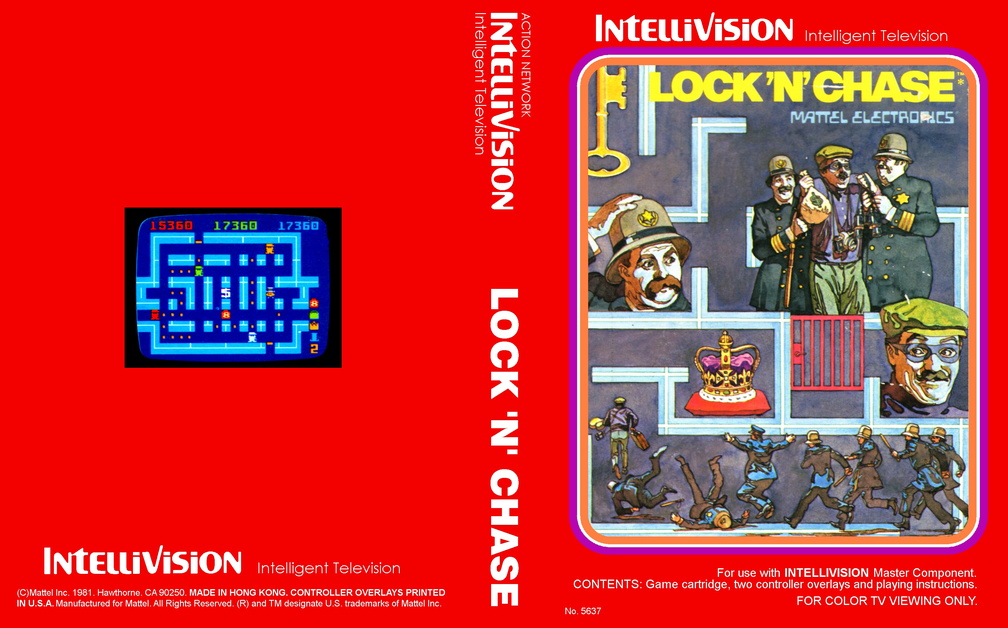 15360 17360 17360
5
2
INTELLIVISION Intelligent Television
(C)Mattel Inc. 1981. Hawthorne. CA 90250. MADE IN HONG KONG. CONTROLLER OVERLAYS PRINTED
IN U.S.A. Manufactured for Mattel. All Rights Reserved. (R) and TM designate U.S. trademarks of Mattel Inc.
ACTION NETWORK
INTELLIVISION
Intelligent Television
LOCK 'N' CHASE
INTELLIVISION Intelligent Television
LOCK 'N' CHASE™*
MATTEL ELECTRONICS
For use with INTELLIVISION Master Component.
CONTENTS: Game cartridge, two controller overlays and playing instructions.
FOR COLOR TV VIEWING ONLY.
No. 5637